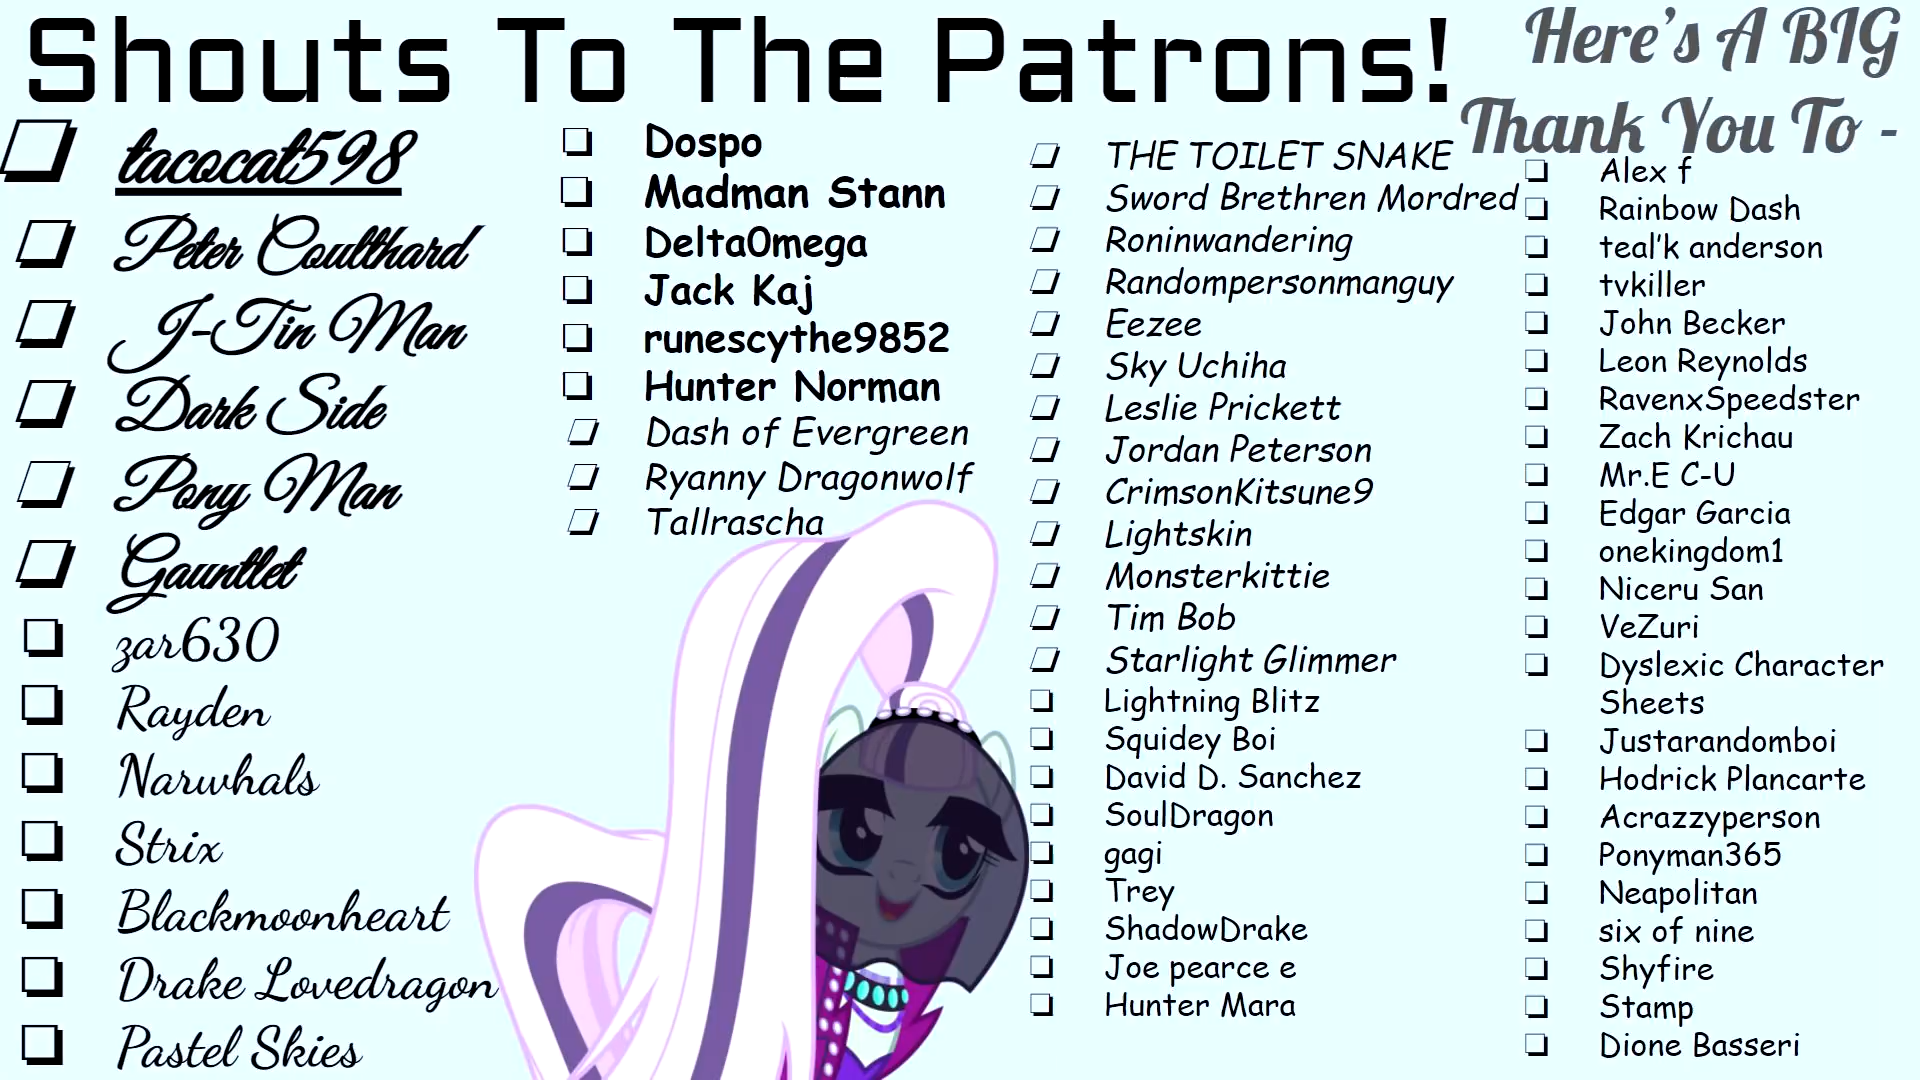 Shouts To The Patrons!
Here's A BIG
Thank You To -
❏ tacocat598
❏ Peter Coulthard
❏ J-Tin Man
❏ Dark Side
❏ Pony Man
❏ Gauntlet
❏ zar630
❏ Rayden
❏ Narwhals
❏ Strix
❏ Blackmoonheart
❏ Drake Lovedragon
❏ Pastel Skies
❏ Dospo
❏ Madman Stann
❏ Delta0mega
❏ Jack Kaj
❏ runescythe9852
❏ Hunter Norman
❏ Dash of Evergreen
❏ Ryanny Dragonwolf
❏ Tallrascha
❏ THE TOILET SNAKE
❏ Sword Brethren Mordred
❏ Roninwandering
❏ Randompersonmanguy
❏ Eezee
❏ Sky Uchiha
❏ Leslie Prickett
❏ Jordan Peterson
❏ CrimsonKitsune9
❏ Lightskin
❏ Monsterkittie
❏ Tim Bob
❏ Starlight Glimmer
❏ Lightning Blitz
❏ Squidey Boi
❏ David D. Sanchez
❏ SoulDragon
❏ gagi
❏ Trey
❏ ShadowDrake
❏ Joe pearce e
❏ Hunter Mara
❏ Alex f
❏ Rainbow Dash
❏ teal'k anderson
❏ tvkiller
❏ John Becker
❏ Leon Reynolds
❏ RavenxSpeedster
❏ Zach Krichau
❏ Mr.E C-U
❏ Edgar Garcia
❏ onekingdom1
❏ Niceru San
❏ VeZuri
❏ Dyslexic Character
Sheets
❏ Justarandomboi
❏ Hodrick Plancarte
❏ Acrazzyperson
❏ Ponyman365
❏ Neapolitan
❏ six of nine
❏ Shyfire
❏ Stamp
❏ Dione Basseri